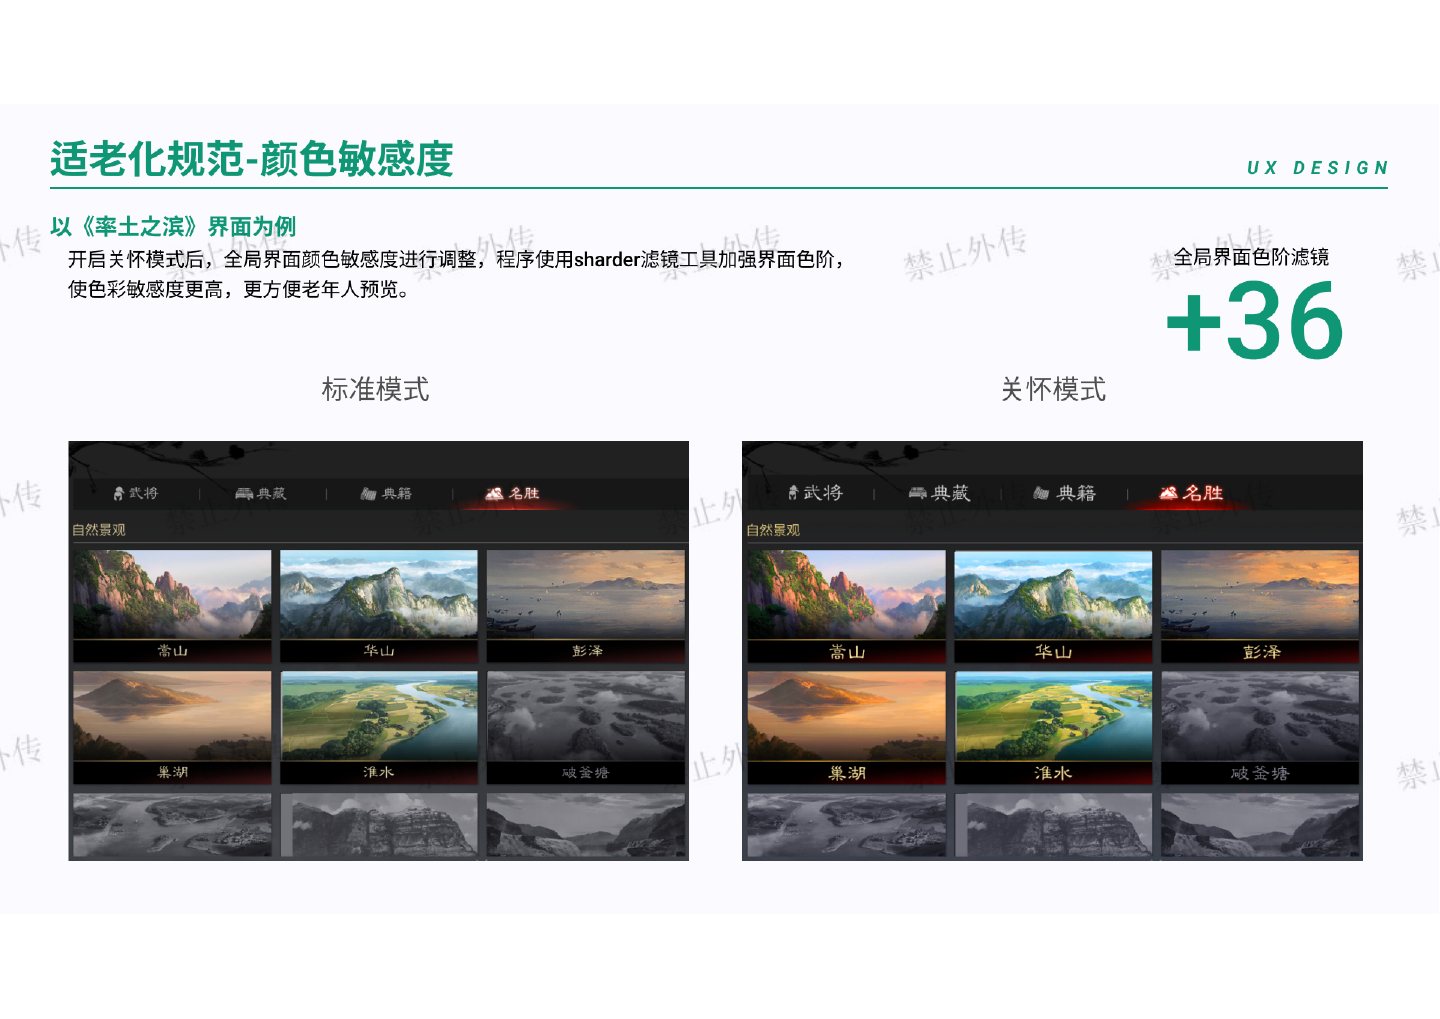 适老化规范-颜色敏感度
UX DESIGN
以《率土之滨》界面为例
开启关怀模式后，全局界面颜色敏感度进行调整，程序使用sharder滤镜工具加强界面色阶，
使色彩敏感度更高，更方便老年人预览。
全局界面色阶滤镜
+36
标准模式
关怀模式
武将 | 典藏 | 典籍 | 名胜
自然景观
嵩山 华山 彭泽
巢湖 淮水 破釜塘
武将 | 典藏 | 典籍 | 名胜
自然景观
嵩山 华山 彭泽
巢湖 淮水 破釜塘
禁止外传